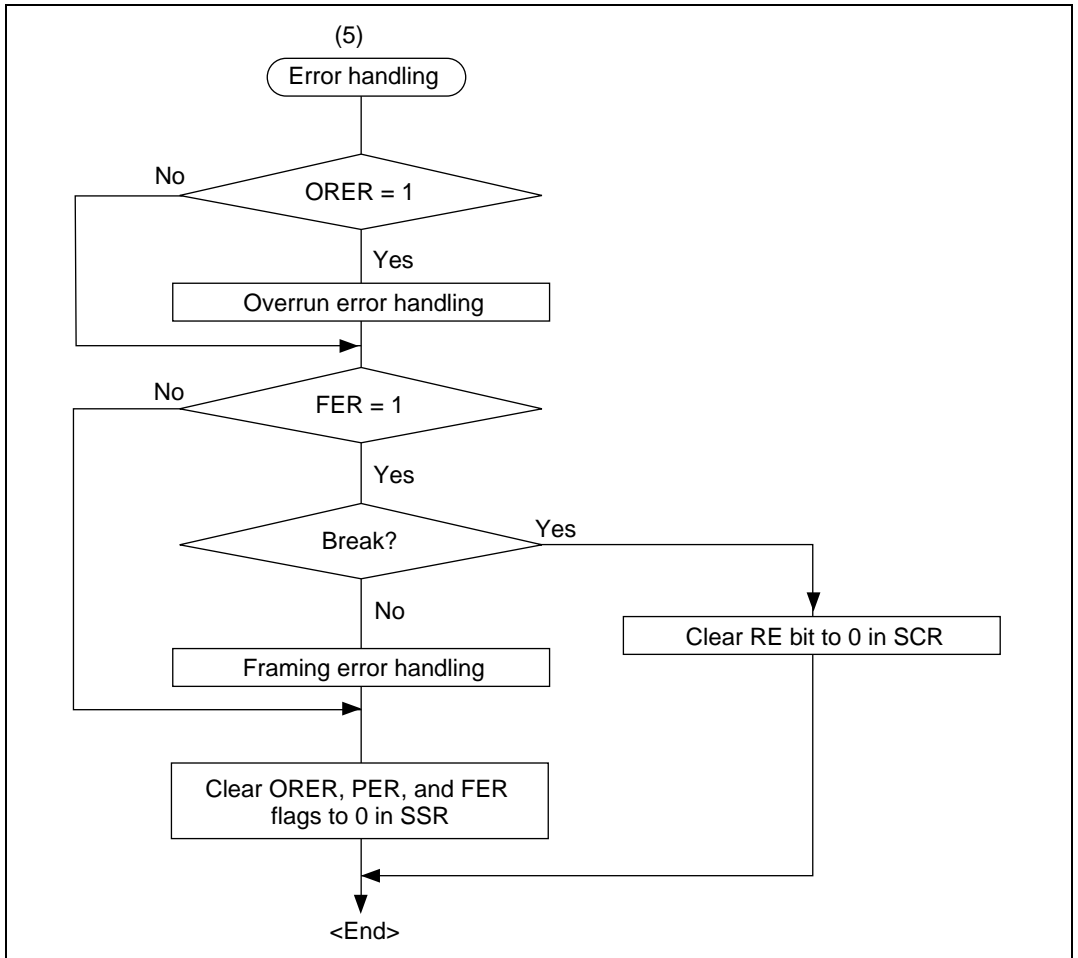 (5)
Error handling
No
ORER = 1
Yes
Overrun error handling
No
FER = 1
Yes
Break?
Yes
No
Clear RE bit to 0 in SCR
Framing error handling
Clear ORER, PER, and FER
flags to 0 in SSR
<End>